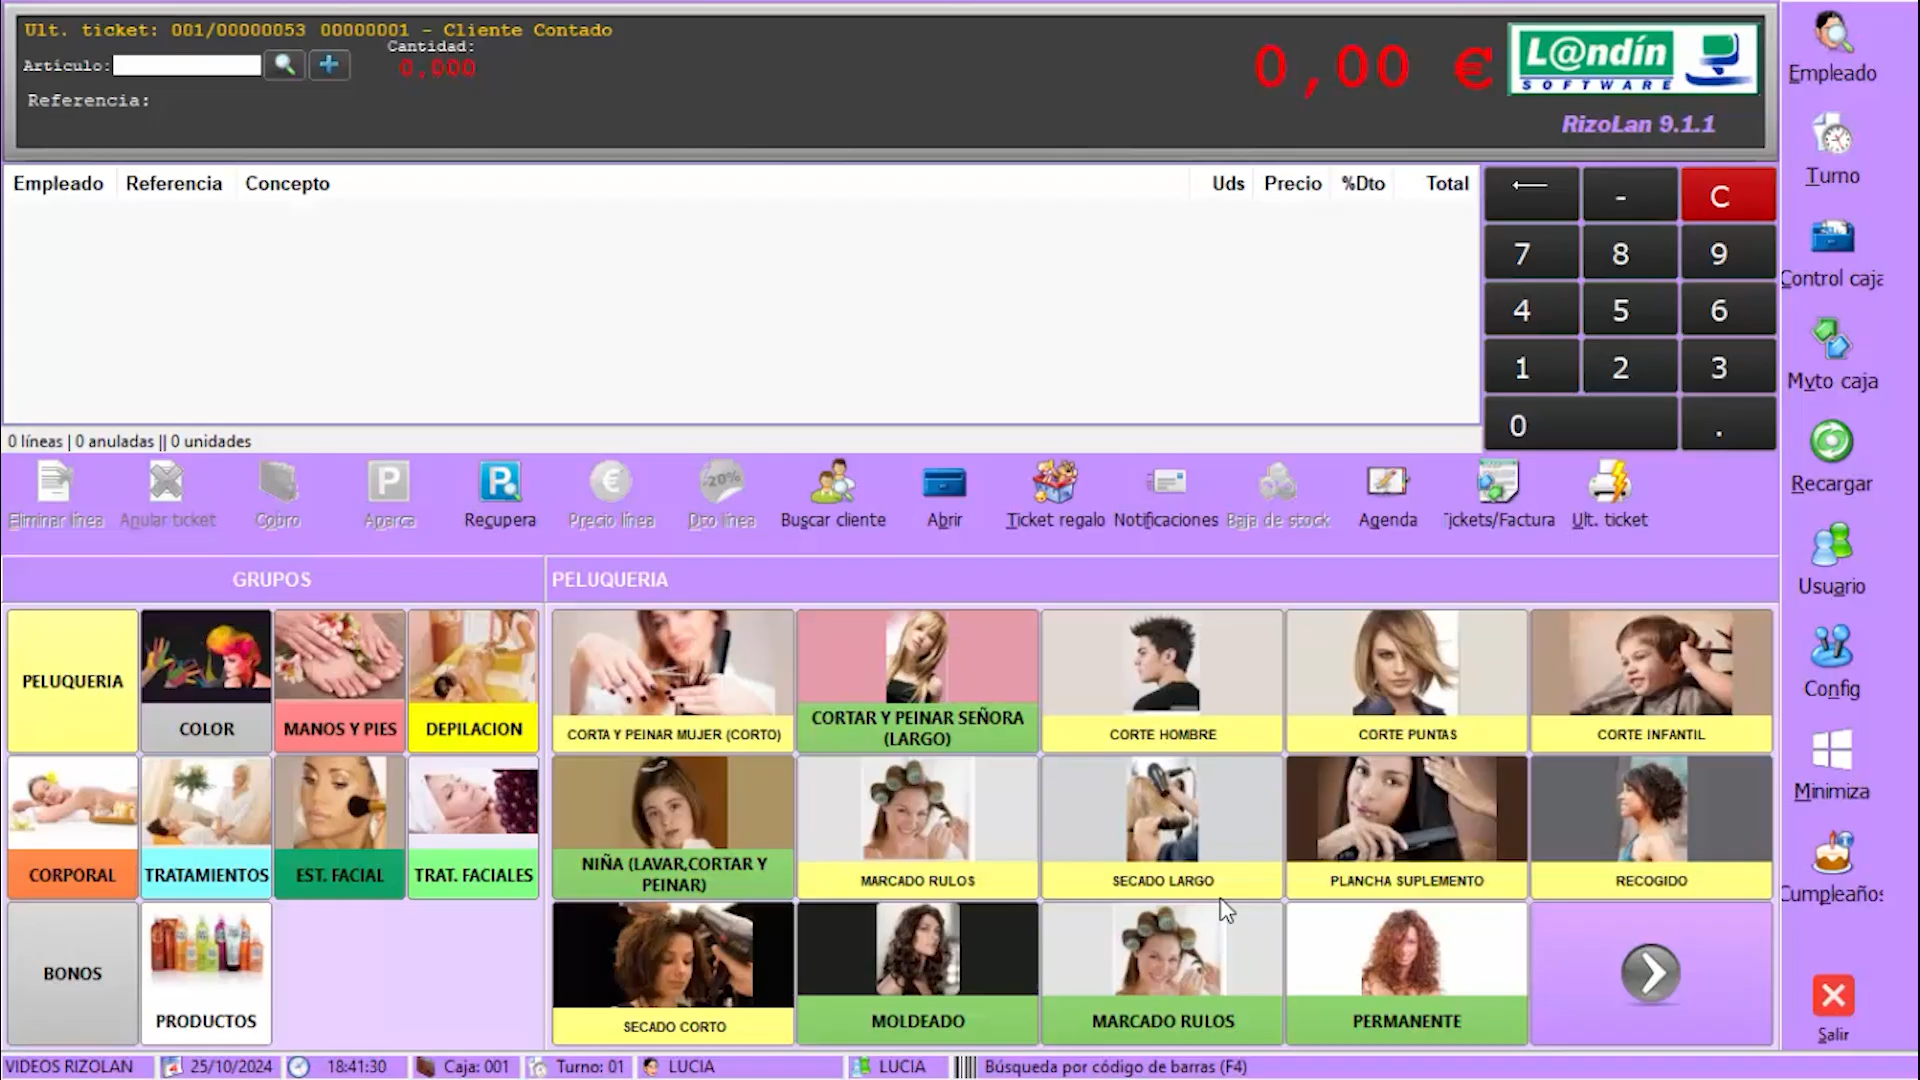 Ult. ticket: 001/00000053 00000001 - Cliente Contado
Articulo:
Cantidad:
0,000
Referencia:
0,00 €
L@ndín
SOFTWARE
RizoLan 9.1.1
Empleado
Turno
Control caja
Mvto caja
Recargar
Usuario
Config
Minimiza
Cumpleaños
Salir
Empleado Referencia Concepto Uds Precio %Dto Total
← - C
7 8 9
4 5 6
1 2 3
0 .
0 líneas | 0 anuladas || 0 unidades
P P € -20%
Eliminar línea Anular ticket Cobro Aparca Recupera Precio línea Dto línea Buscar cliente Abrir Ticket regalo Notificaciones Baja de stock Agenda Tickets/Factura Ult. ticket
GRUPOS
PELUQUERIA
COLOR
MANOS Y PIES
DEPILACION
CORPORAL
TRATAMIENTOS
EST. FACIAL
TRAT. FACIALES
BONOS
PRODUCTOS
PELUQUERIA
CORTA Y PEINAR MUJER (CORTO)
CORTAR Y PEINAR SEÑORA
(LARGO)
CORTE HOMBRE
CORTE PUNTAS
CORTE INFANTIL
NIÑA (LAVAR,CORTAR Y
PEINAR)
MARCADO RULOS
SECADO LARGO
PLANCHA SUPLEMENTO
RECOGIDO
SECADO CORTO
MOLDEADO
MARCADO RULOS
PERMANENTE
VIDEOS RIZOLAN 25/10/2024 18:41:30 Caja: 001 Turno: 01 LUCIA LUCIA Búsqueda por código de barras (F4)